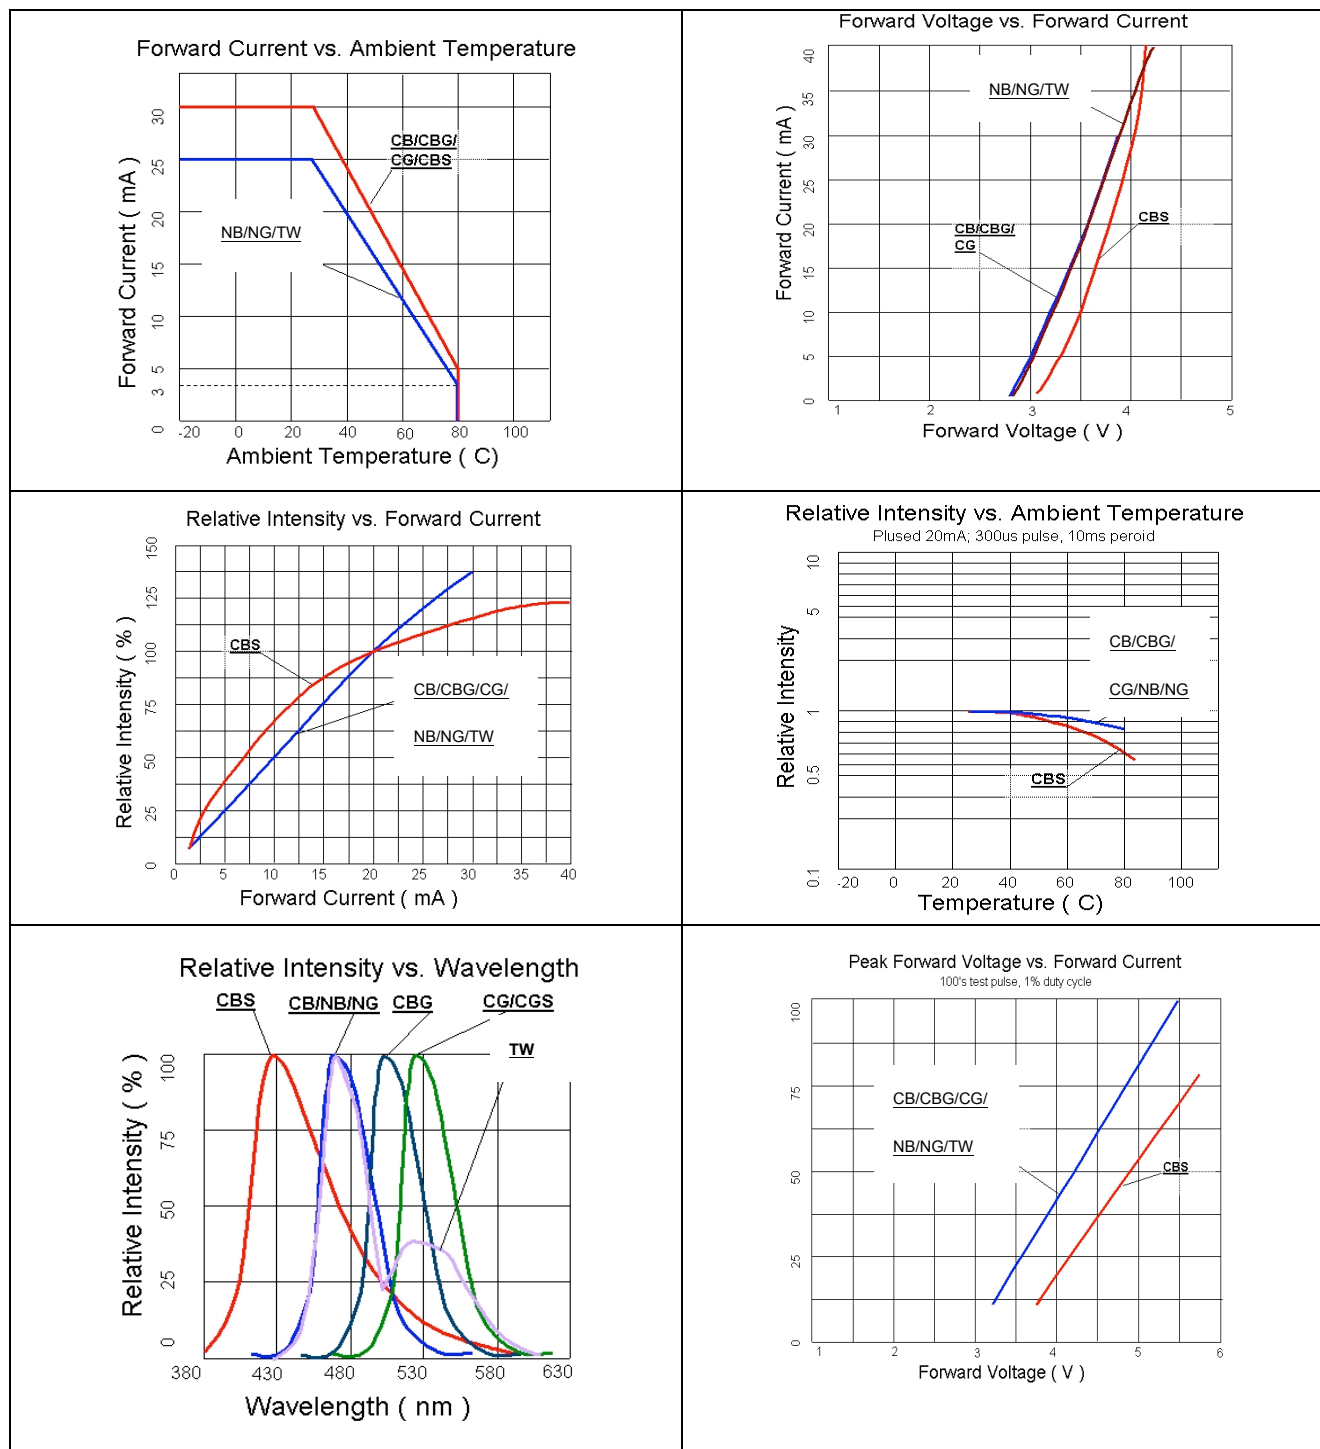 Forward Current vs. Ambient Temperature
Forward Current ( mA )
30
25
20
15
10
5
3
0
CB/CBG/
CG/CBS
NB/NG/TW
-20 0 20 40 60 80 100
Ambient Temperature ( C)
Forward Voltage vs. Forward Current
Forward Current ( mA )
40
35
30
25
20
15
10
5
0
NB/NG/TW
CBS
CB/CBG/
CG
1 2 3 4 5
Forward Voltage ( V )
Relative Intensity vs. Forward Current
Relative Intensity ( % )
150
125
100
75
50
25
0
CBS
CB/CBG/CG/
NB/NG/TW
0 5 10 15 20 25 30 35 40
Forward Current ( mA )
Relative Intensity vs. Ambient Temperature
Plused 20mA; 300us pulse, 10ms peroid
Relative Intensity
10
5
1
0.5
0.1
CB/CBG/
CG/NB/NG
CBS
-20 0 20 40 60 80 100
Temperature ( C)
Relative Intensity vs. Wavelength
CBS CB/NB/NG CBG CG/CGS
TW
Relative Intensity ( % )
100
75
50
25
0
380 430 480 530 580 630
Wavelength ( nm )
Peak Forward Voltage vs. Forward Current
100's test pulse, 1% duty cycle
100
75
50
25
0
CB/CBG/CG/
NB/NG/TW
CBS
1 2 3 4 5 6
Forward Voltage ( V )